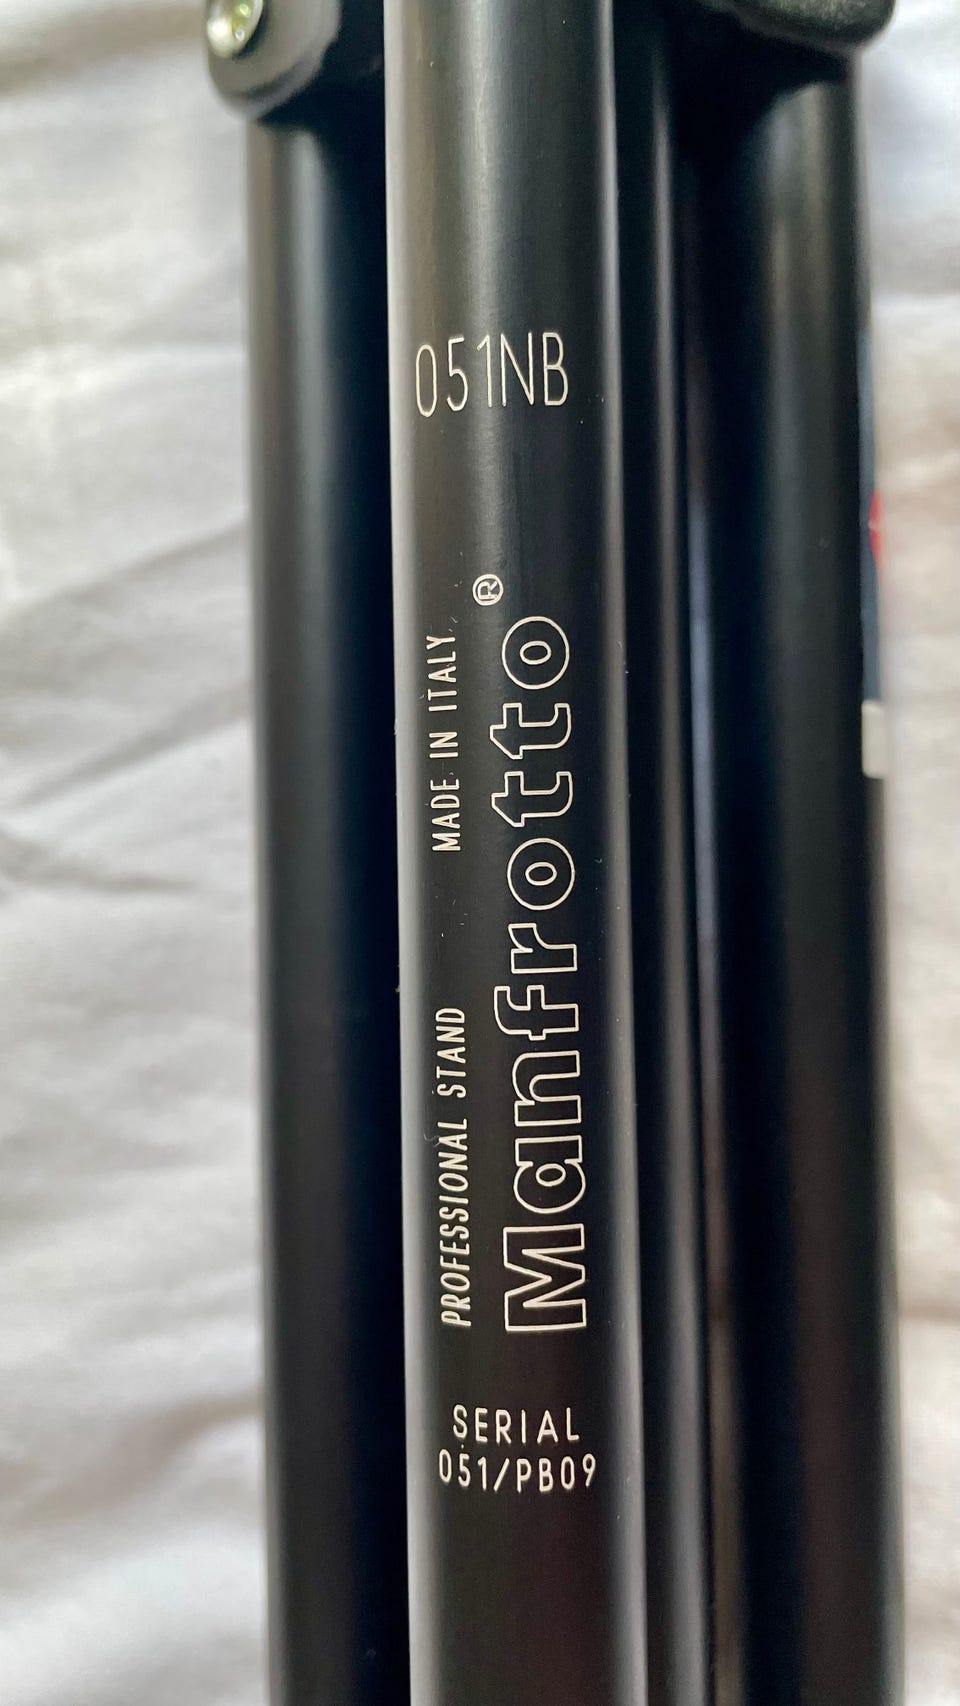 051NB
PROFESSIONAL STAND MADE IN ITALY
Manfrotto®
SERIAL
051/PB09